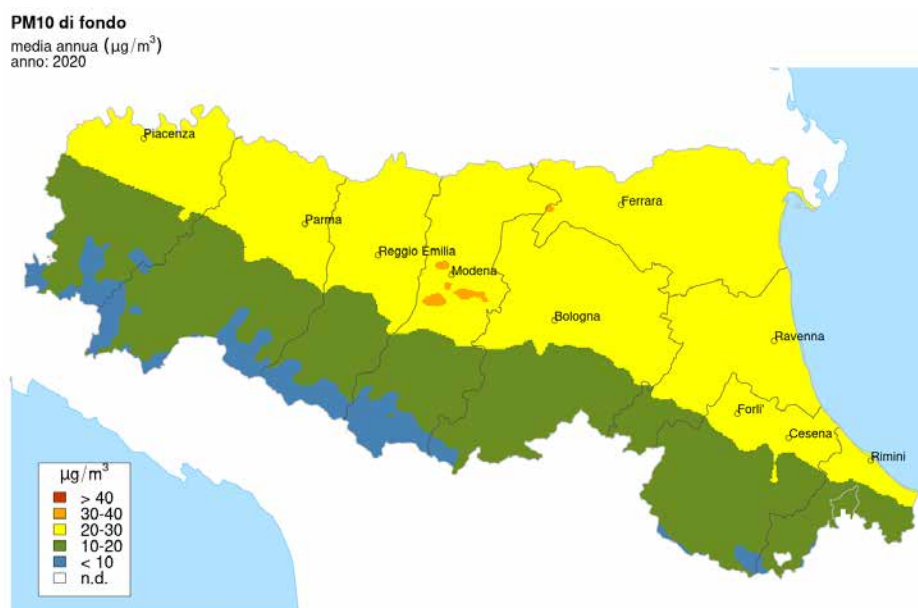 PM10 di fondo
media annua (µg/m³)
anno: 2020
Piacenza
Parma
Reggio Emilia
Modena
Ferrara
Bologna
Ravenna
Forli'
Cesena
Rimini
µg/m³
> 40
30-40
20-30
10-20
< 10
n.d.